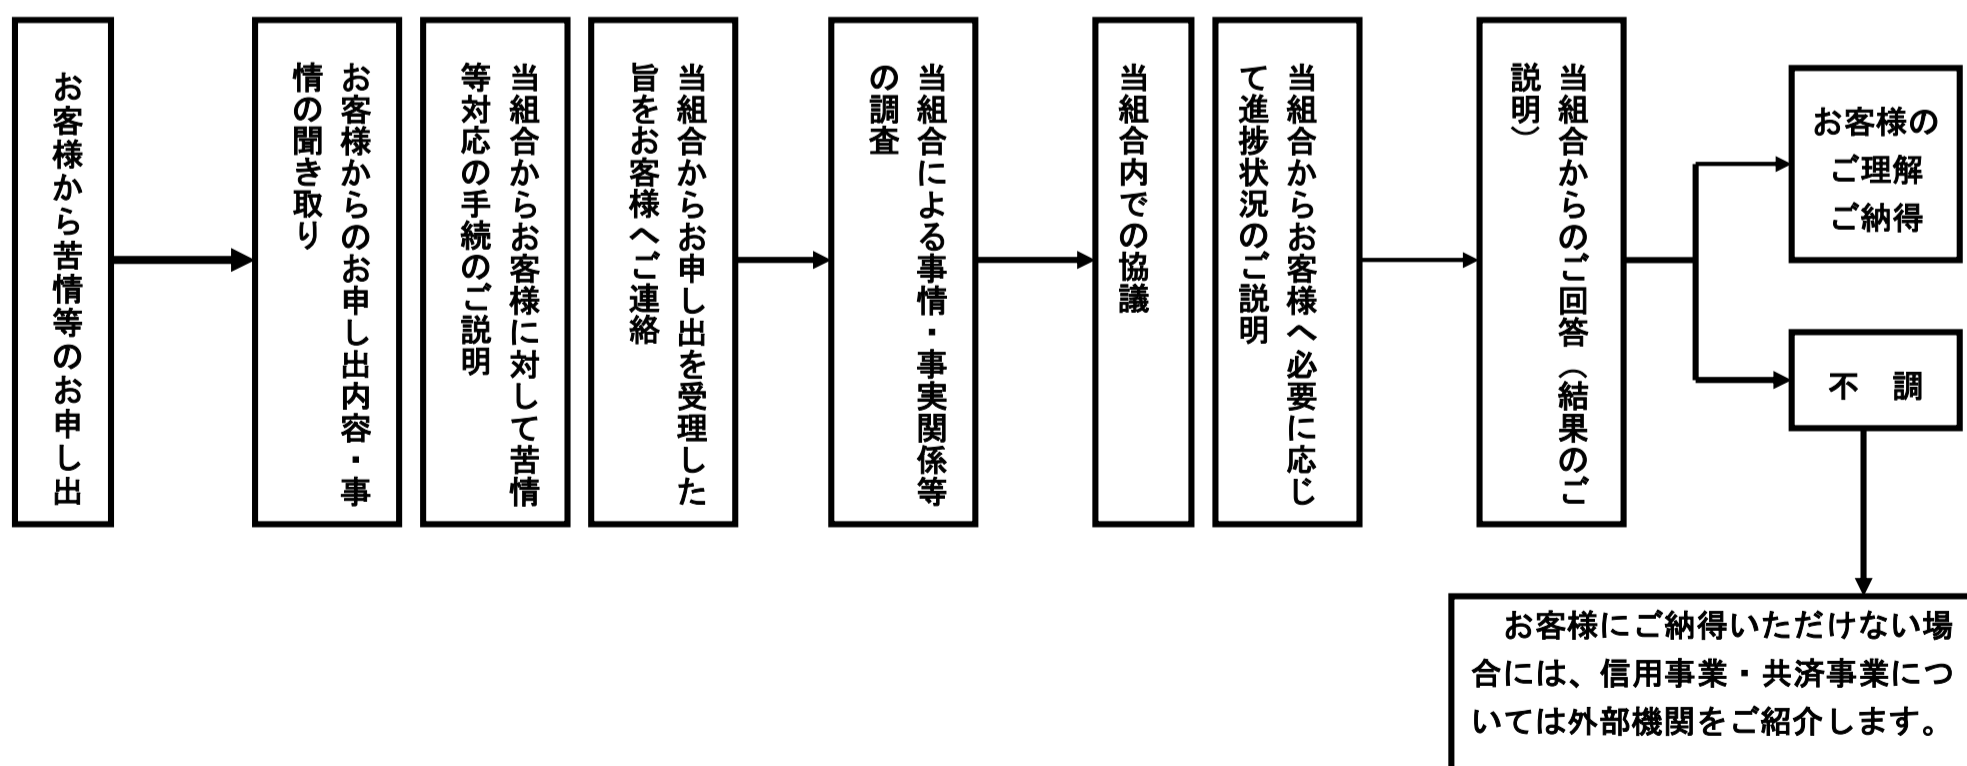 お客様から苦情等のお申し出
お客様からのお申し出内容・事
情の聞き取り
当組合からお客様に対して苦情
等対応の手続のご説明
当組合からお申し出を受理した
旨をお客様へご連絡
当組合による事情・事実関係等
の調査
当組合内での協議
当組合からお客様へ必要に応じ
て進捗状況のご説明
当組合からのご回答（結果のご
説明）
お客様の
ご理解
ご納得
不　調
お客様にご納得いただけない場
合には、信用事業・共済事業につ
いては外部機関をご紹介します。